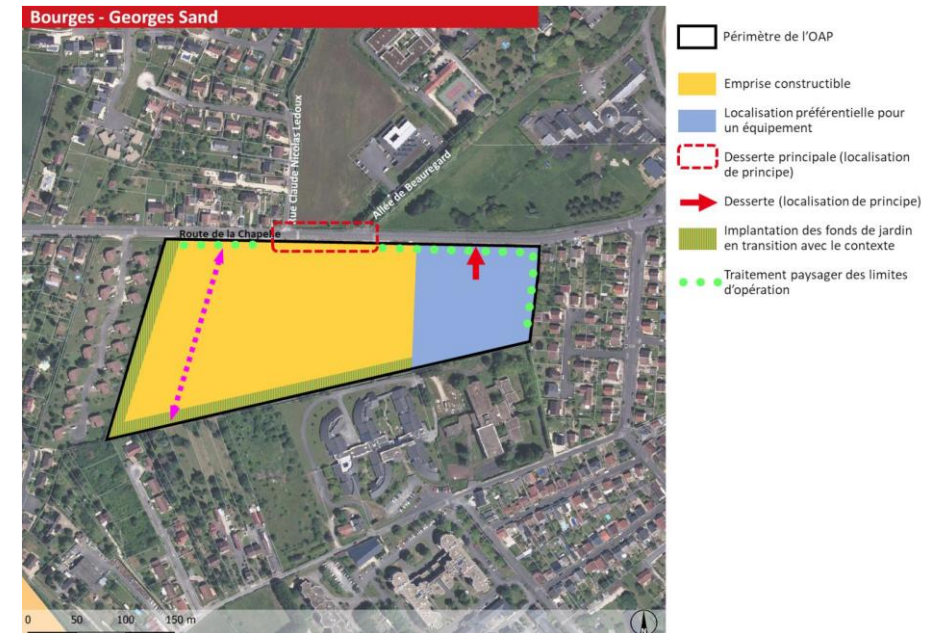 Bourges - Georges Sand
Rue Claude Nicolas Ledoux
Allée de Beauregard
Route de la Chapelle
0 50 100 150 m
Périmètre de l'OAP
Emprise constructible
Localisation préférentielle pour
un équipement
Desserte principale (localisation
de principe)
Desserte (localisation de principe)
Implantation des fonds de jardin
en transition avec le contexte
Traitement paysager des limites
d'opération